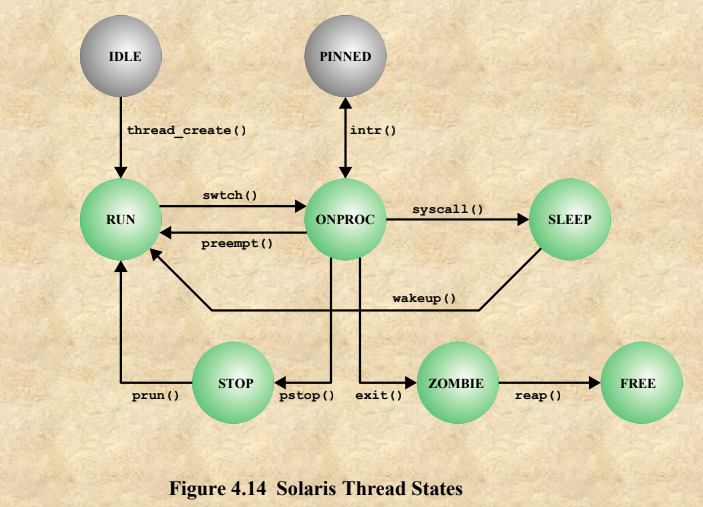 IDLE
PINNED
thread_create()
intr()
RUN
swtch()
ONPROC
syscall()
SLEEP
preempt()
wakeup()
STOP
ZOMBIE
FREE
prun()
pstop()
exit()
reap()
Figure 4.14 Solaris Thread States